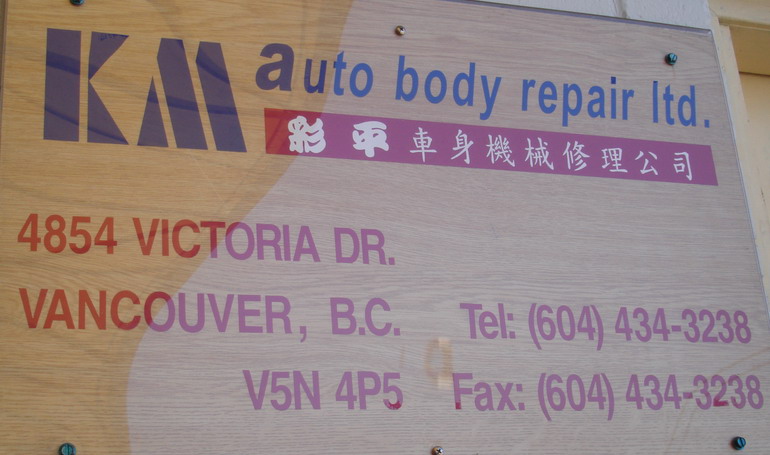 KM auto body repair ltd.
彩平車身機械修理公司
4854 VICTORIA DR.
VANCOUVER, B.C. Tel: (604) 434-3238
V5N 4P5 Fax: (604) 434-3238